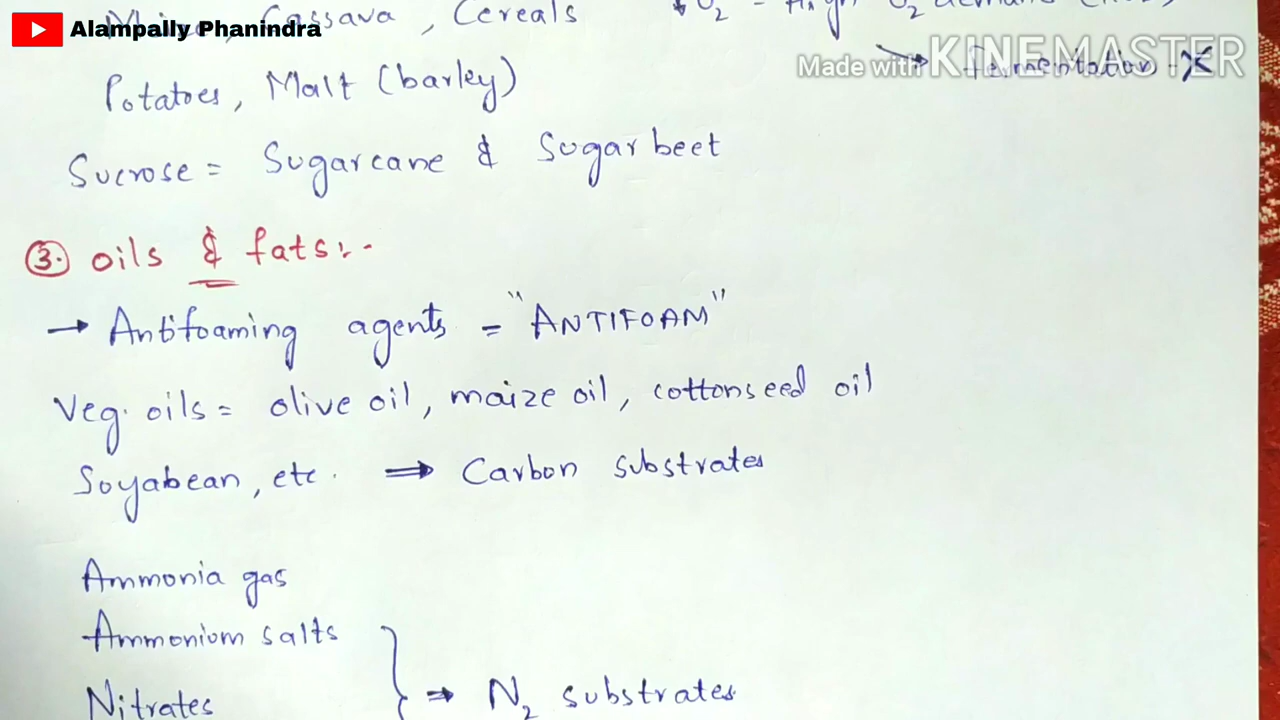 Alampally Phanindra
Cassava, Cereals
Made with KINEMASTER
Potatoes, Malt (barley)
Sucrose = Sugarcane & Sugar beet
③. oils & fats:-
→ Antifoaming agents = "ANTIFOAM"
Veg. oils = olive oil, maize oil, cottonseed oil
Soyabean, etc. ⇒ Carbon substrates
Ammonia gas
Ammonium salts
Nitrates } ⇒ N₂ substrates